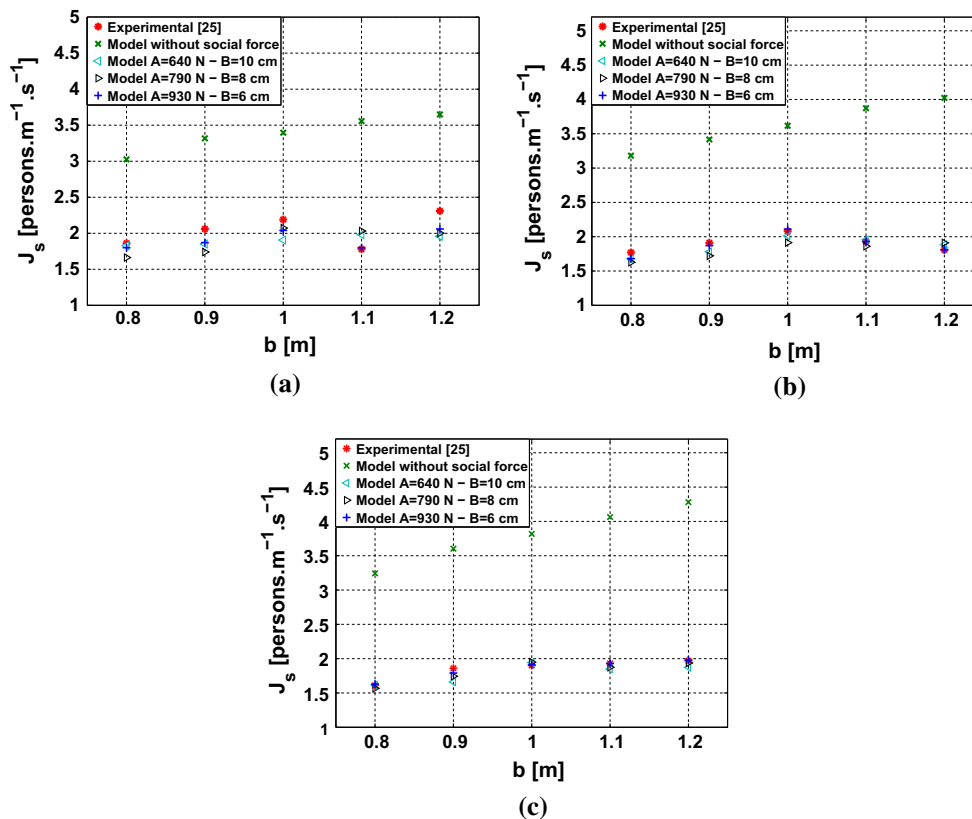 5
4.5
4
3.5
3
2.5
2
1.5
1
J_s [persons.m⁻¹.s⁻¹]
Experimental [25]
Model without social force
Model A=640 N − B=10 cm
Model A=790 N − B=8 cm
Model A=930 N − B=6 cm
0.8 0.9 1 1.1 1.2
b [m]
(a)
5
4.5
4
3.5
3
2.5
2
1.5
1
J_s [persons.m⁻¹.s⁻¹]
Experimental [25]
Model without social force
Model A=640 N − B=10 cm
Model A=790 N − B=8 cm
Model A=930 N − B=6 cm
0.8 0.9 1 1.1 1.2
b [m]
(b)
5
4.5
4
3.5
3
2.5
2
1.5
1
J_s [persons.m⁻¹.s⁻¹]
Experimental [25]
Model without social force
Model A=640 N − B=10 cm
Model A=790 N − B=8 cm
Model A=930 N − B=6 cm
0.8 0.9 1 1.1 1.2
b [m]
(c)